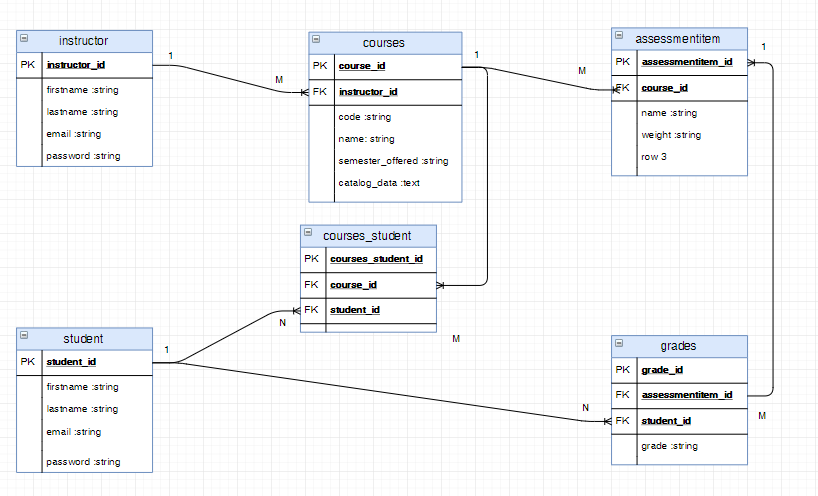 instructor
PK instructor_id
firstname :string
lastname :string
email :string
password :string
1
M
courses
PK course_id
FK instructor_id
code :string
name: string
semester_offered :string
catalog_data :text
1
M
assessmentitem
PK assessmentitem_id
FK course_id
name :string
weight :string
row 3
1
courses_student
PK courses_student_id
FK course_id
FK student_id
N
M
student
PK student_id
firstname :string
lastname :string
email :string
password :string
1
N
grades
PK grade_id
FK assessmentitem_id
FK student_id
grade :string
M